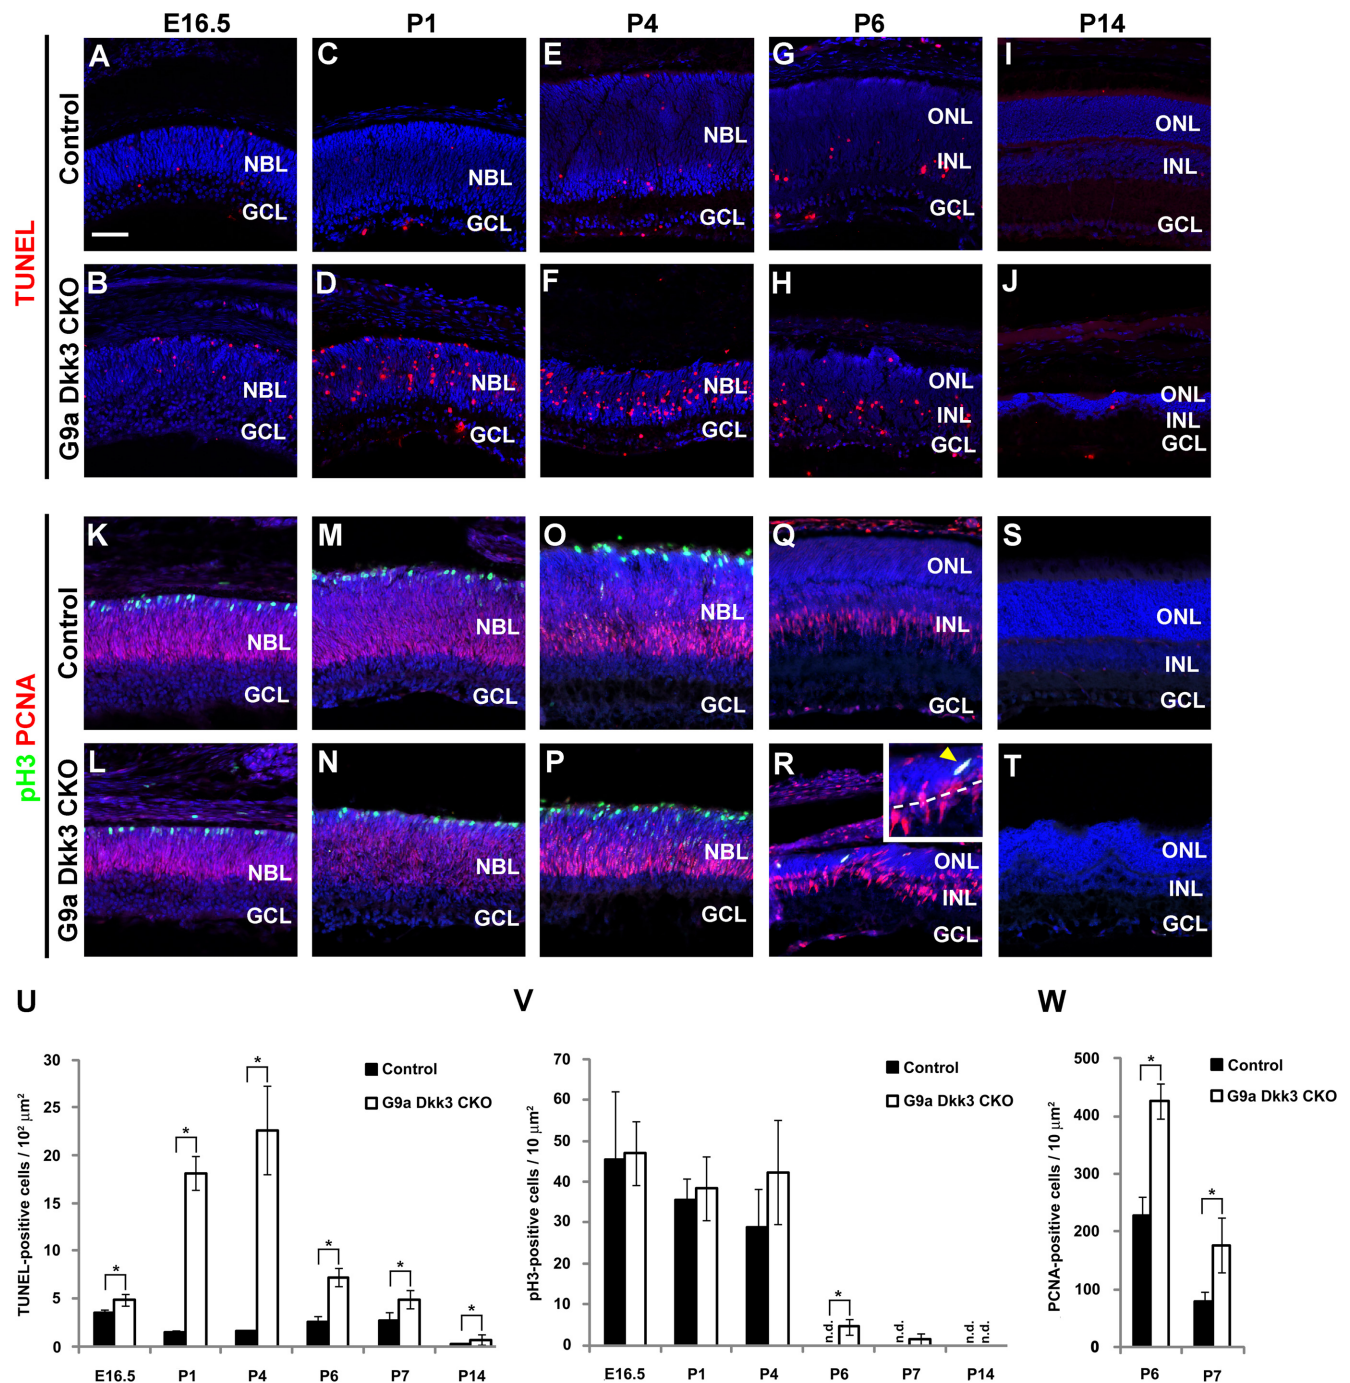 E16.5 P1 P4 P6 P14
TUNEL
Control
A NBL GCL
C NBL GCL
E NBL GCL
G ONL INL GCL
I ONL INL GCL
G9a Dkk3 CKO
B NBL GCL
D NBL GCL
F NBL GCL
H ONL INL GCL
J ONL INL GCL
pH3 PCNA
Control
K NBL GCL
M NBL GCL
O NBL GCL
Q ONL INL GCL
S ONL INL GCL
G9a Dkk3 CKO
L NBL GCL
N NBL GCL
P NBL GCL
R ONL INL GCL
T ONL INL GCL
U
TUNEL-positive cells / 10² μm²
30
25
20
15
10
5
0
* * * * * *
Control
G9a Dkk3 CKO
E16.5 P1 P4 P6 P7 P14
V
pH3-positive cells / 10 μm²
70
60
50
40
30
20
10
0
*
n.d. n.d. n.d. n.d.
Control
G9a Dkk3 CKO
E16.5 P1 P4 P6 P7 P14
W
PCNA-positive cells / 10 μm²
500
400
300
200
100
0
* *
Control
G9a Dkk3 CKO
P6 P7